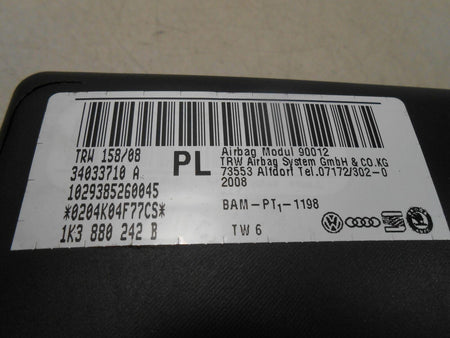 TRW 158/08
34033710 A
1029385260045
*0204K04F77CS*
1K3 880 242 B
PL
Airbag Modul 90012
TRW Airbag System GmbH & CO.KG
73553 Alfdorf Tel.07172/302-0
2008
BAM-PT1-1198
TW 6